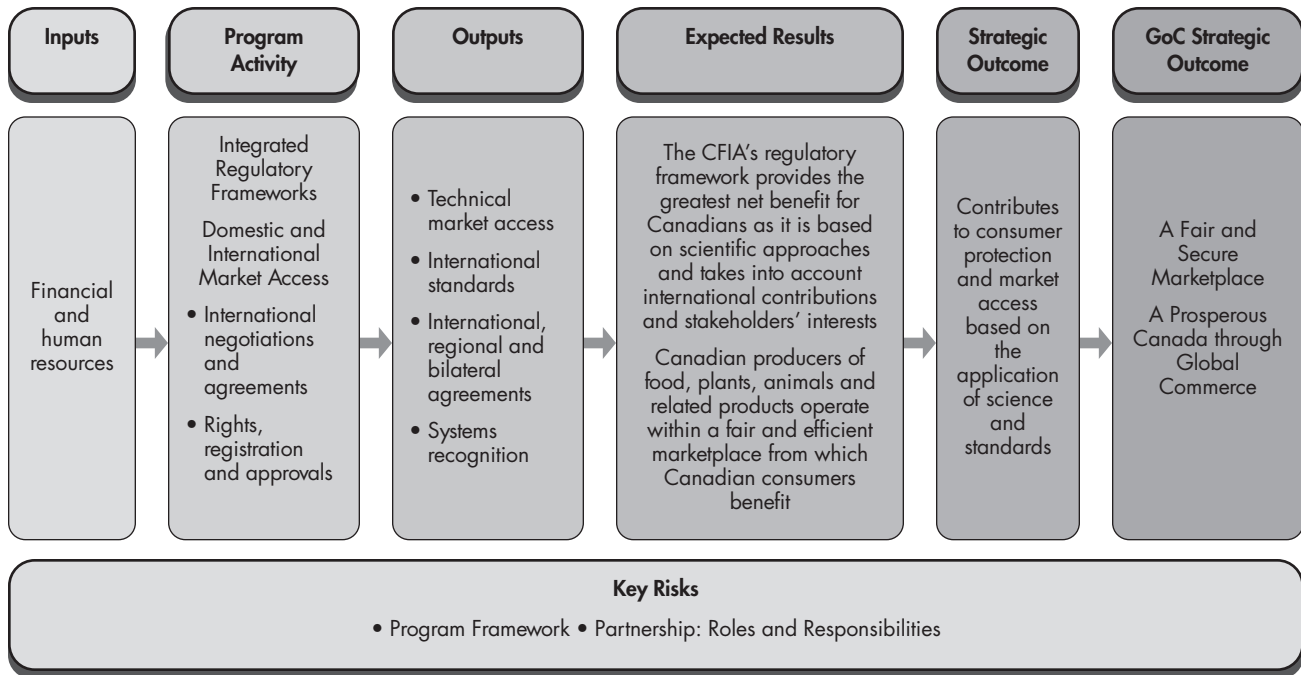 Inputs
Program
Activity
Outputs
Expected Results
Strategic
Outcome
GoC Strategic
Outcome
Financial
and
human
resources
Integrated
Regulatory
Frameworks
Domestic and
International
Market Access
• International
negotiations
and
agreements
• Rights,
registration
and approvals
• Technical
market access
• International
standards
• International,
regional and
bilateral
agreements
• Systems
recognition
The CFIA’s regulatory
framework provides the
greatest net benefit for
Canadians as it is based
on scientific approaches
and takes into account
international contributions
and stakeholders’ interests
Canadian producers of
food, plants, animals and
related products operate
within a fair and efficient
marketplace from which
Canadian consumers
benefit
Contributes
to consumer
protection
and market
access
based on
the
application
of science
and
standards
A Fair and
Secure
Marketplace
A Prosperous
Canada through
Global
Commerce
Key Risks
• Program Framework • Partnership: Roles and Responsibilities